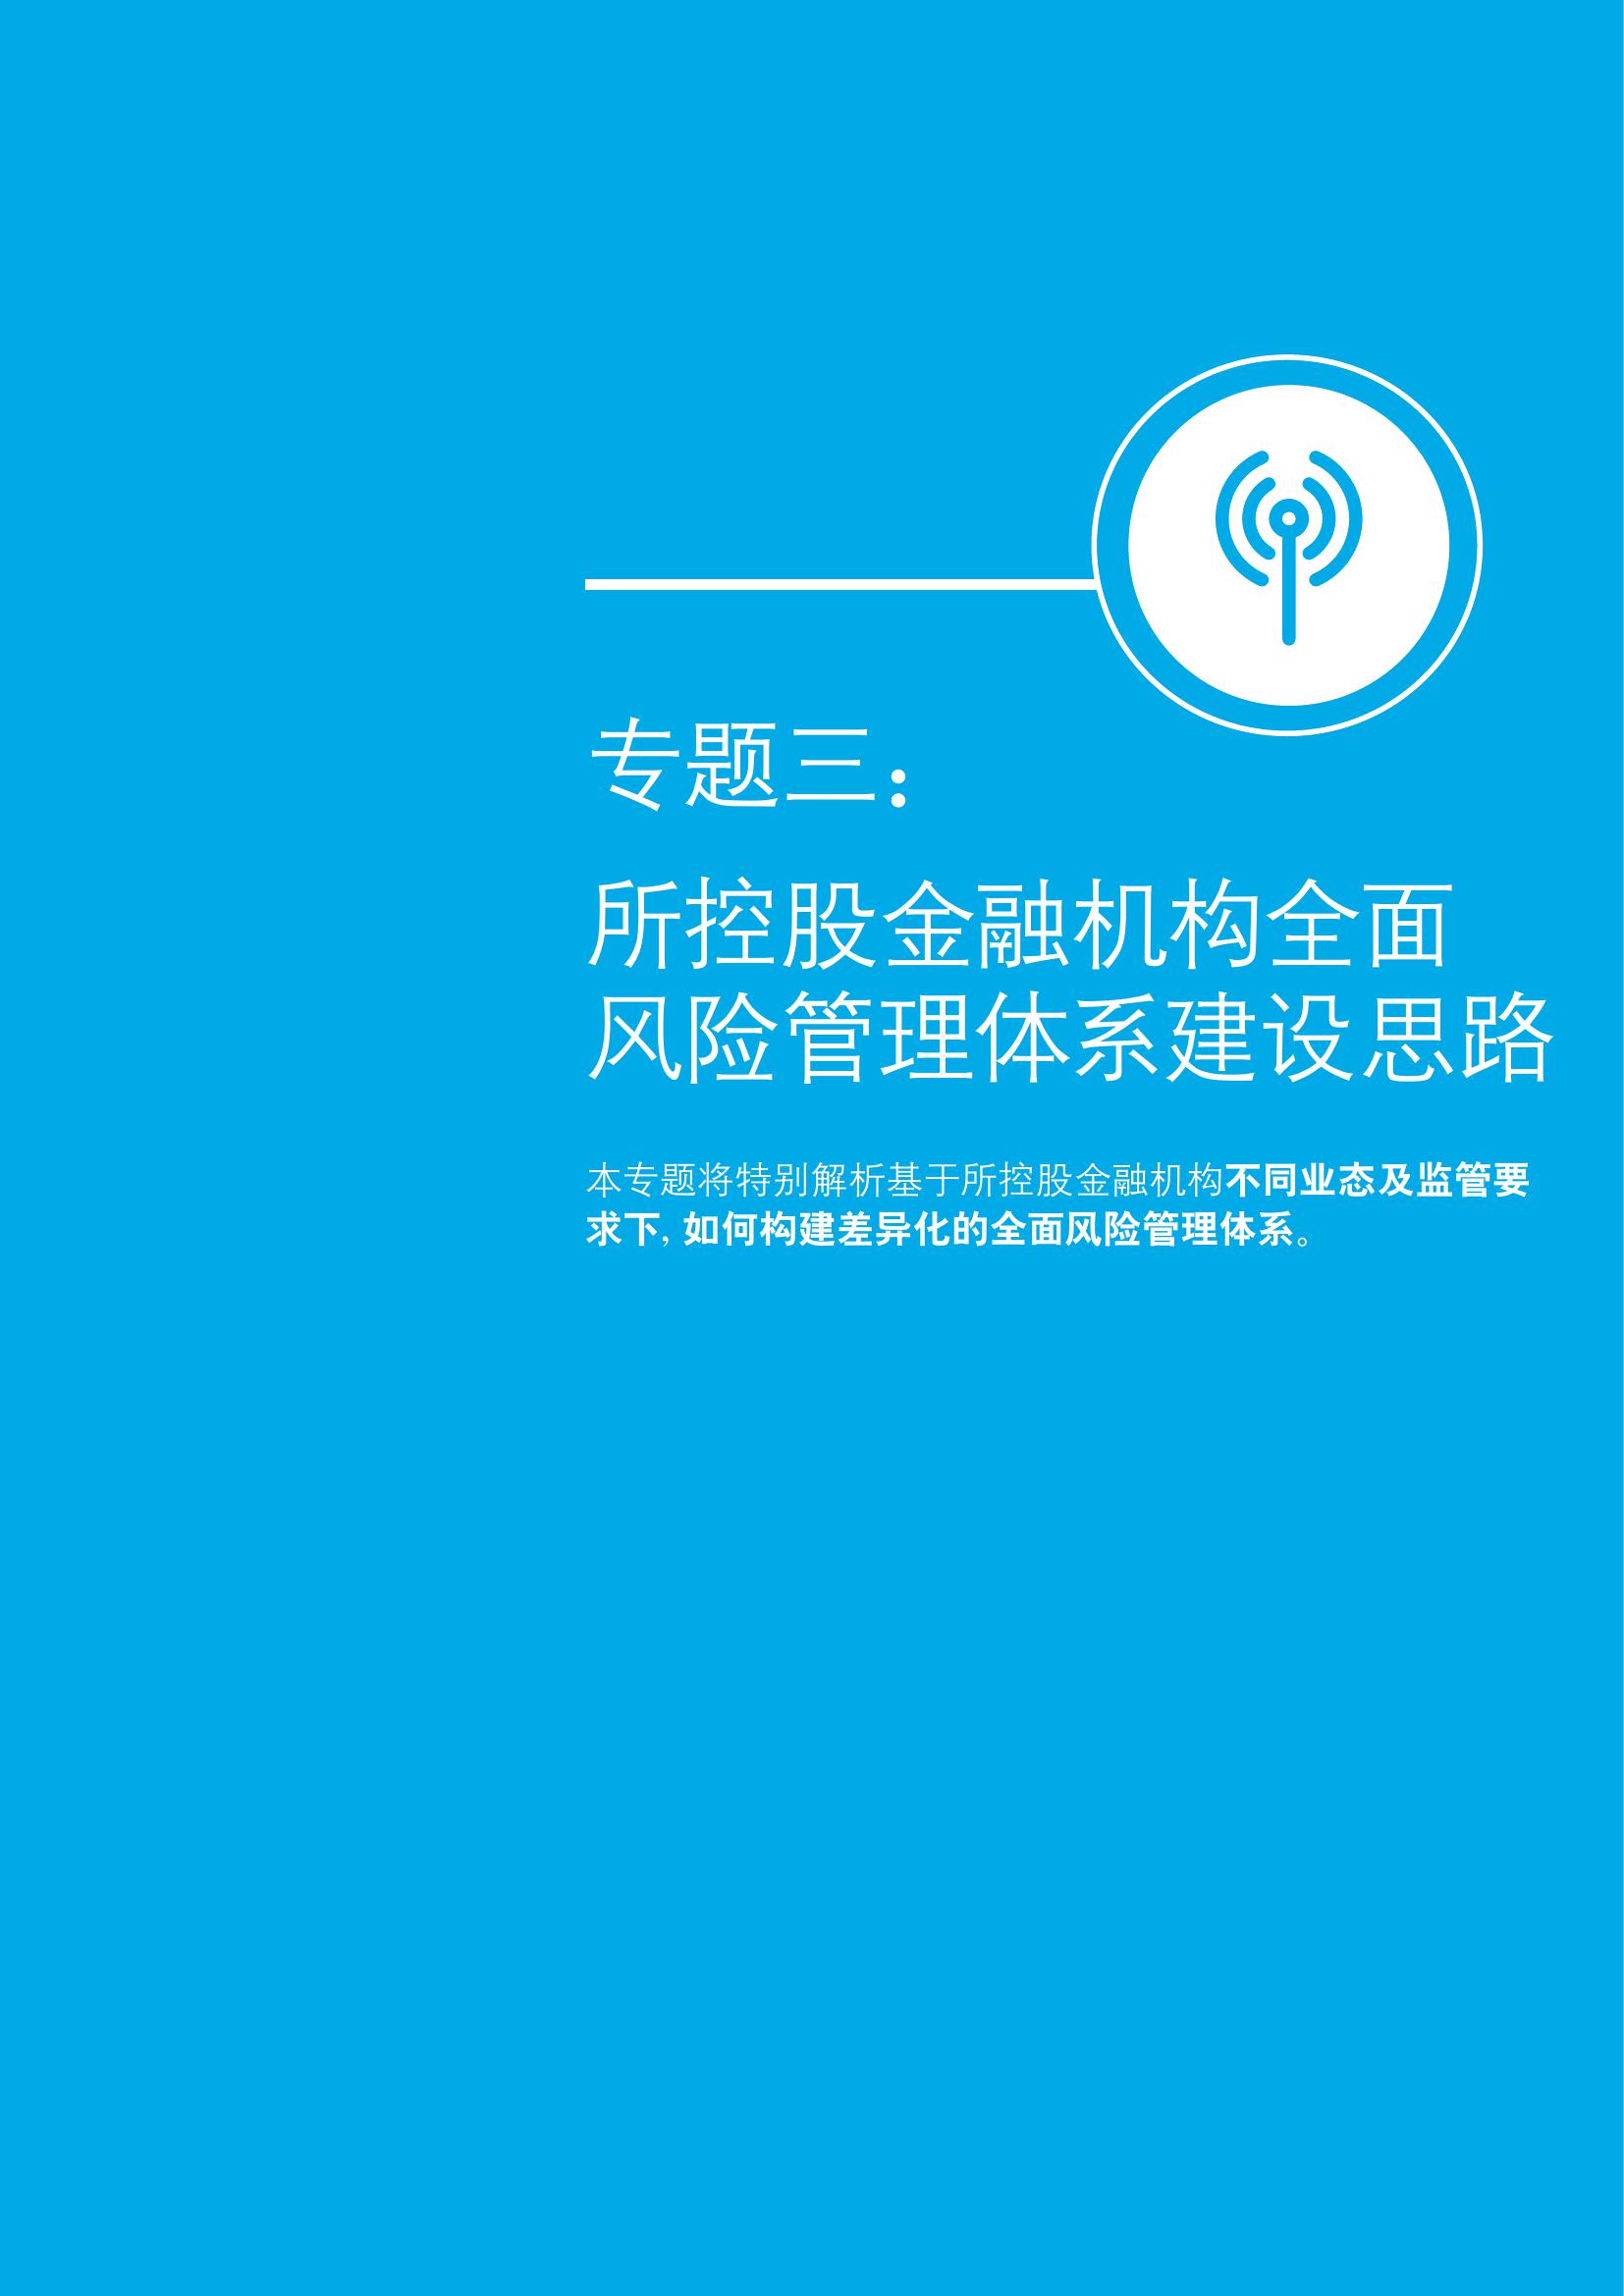 专题三：
所控股金融机构全面
风险管理体系建设思路
本专题将特别解析基于所控股金融机构不同业态及监管要
求下, 如何构建差异化的全面风险管理体系。